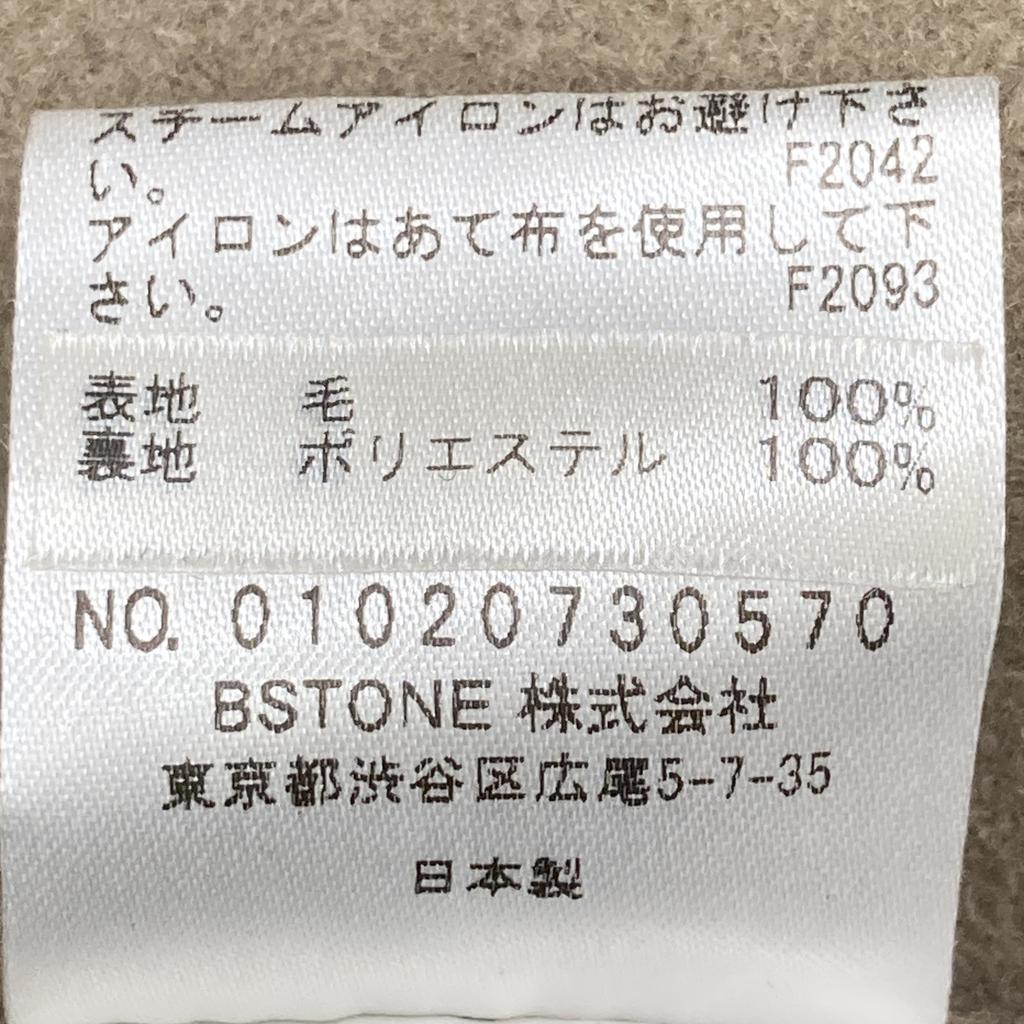 スチームアイロンはお避け下さ
い。 F2042
アイロンはあて布を使用して下
さい。 F2093
表地 毛 100%
裏地 ポリエステル 100%
NO. 01020730570
BSTONE 株式会社
東京都渋谷区広尾5-7-35
日本製